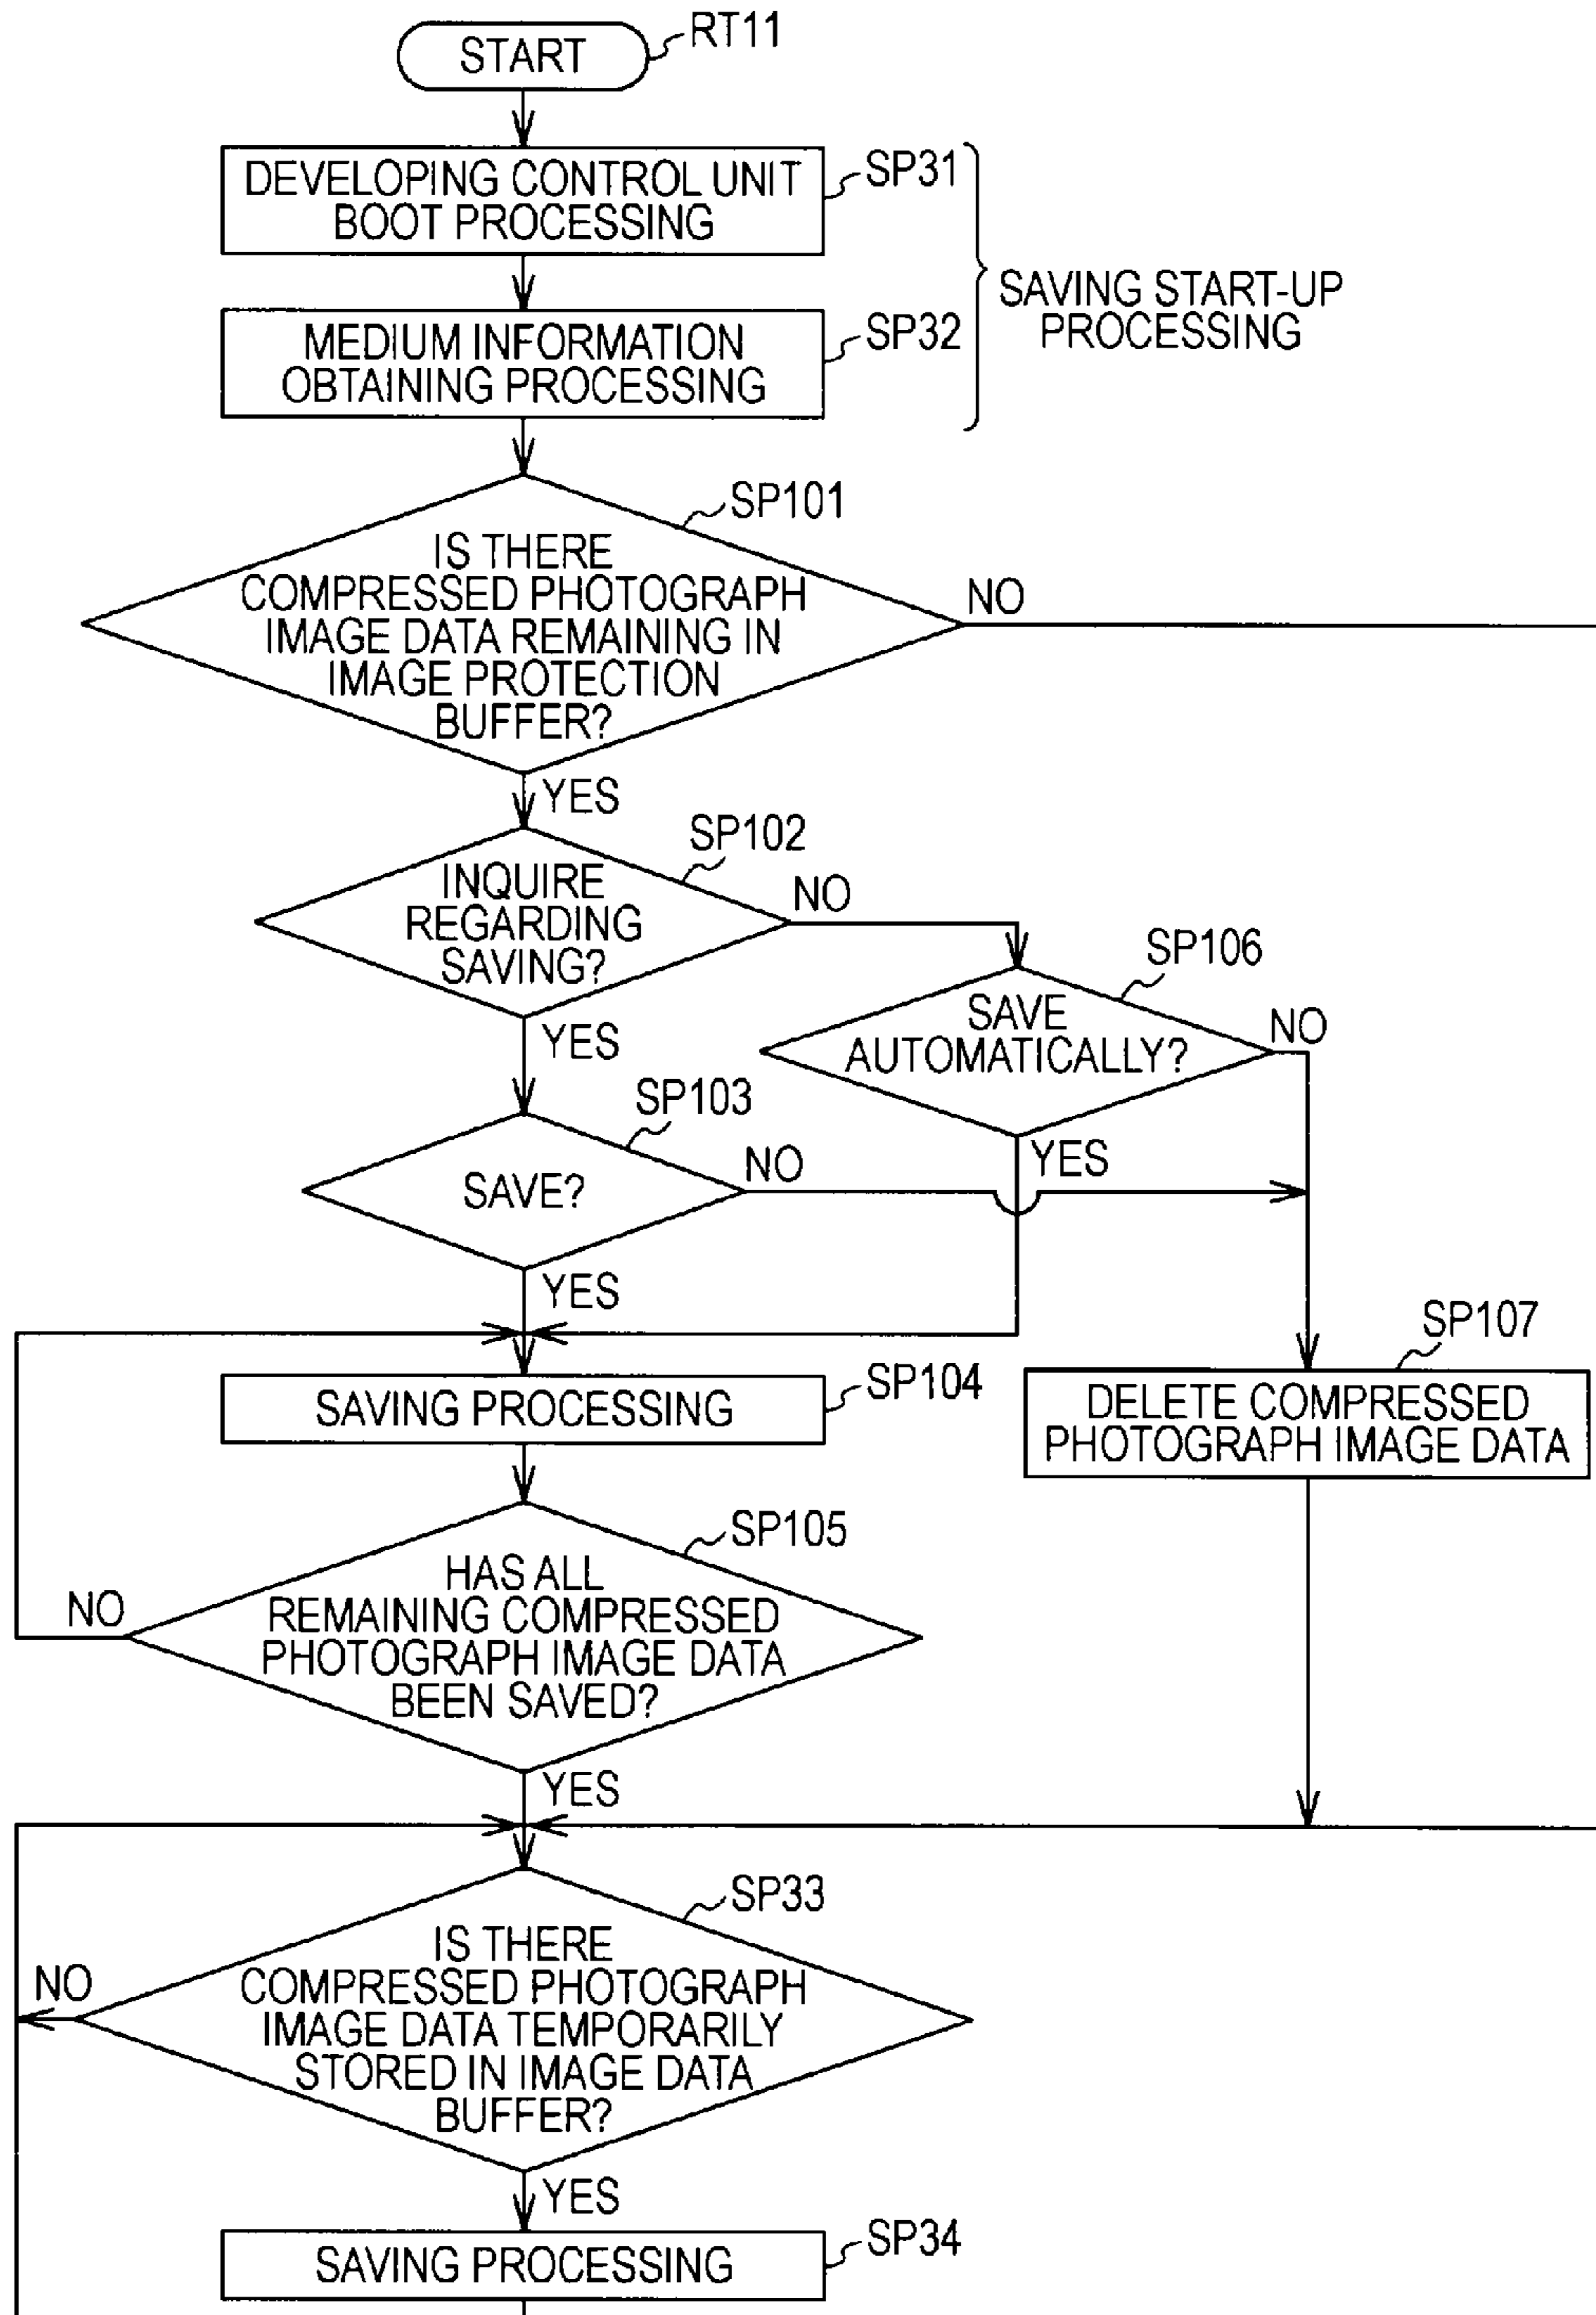 START
RT11
DEVELOPING CONTROL UNIT
BOOT PROCESSING
SP31
MEDIUM INFORMATION
OBTAINING PROCESSING
SP32
SAVING START-UP
PROCESSING
SP101
IS THERE
COMPRESSED PHOTOGRAPH
IMAGE DATA REMAINING IN
IMAGE PROTECTION
BUFFER?
NO
YES
SP102
INQUIRE
REGARDING
SAVING?
NO
YES
SP106
SAVE
AUTOMATICALLY?
NO
YES
SP103
SAVE?
NO
YES
SP104
SAVING PROCESSING
SP107
DELETE COMPRESSED
PHOTOGRAPH IMAGE DATA
SP105
HAS ALL
REMAINING COMPRESSED
PHOTOGRAPH IMAGE DATA
BEEN SAVED?
NO
YES
SP33
IS THERE
COMPRESSED PHOTOGRAPH
IMAGE DATA TEMPORARILY
STORED IN IMAGE DATA
BUFFER?
NO
YES
SP34
SAVING PROCESSING